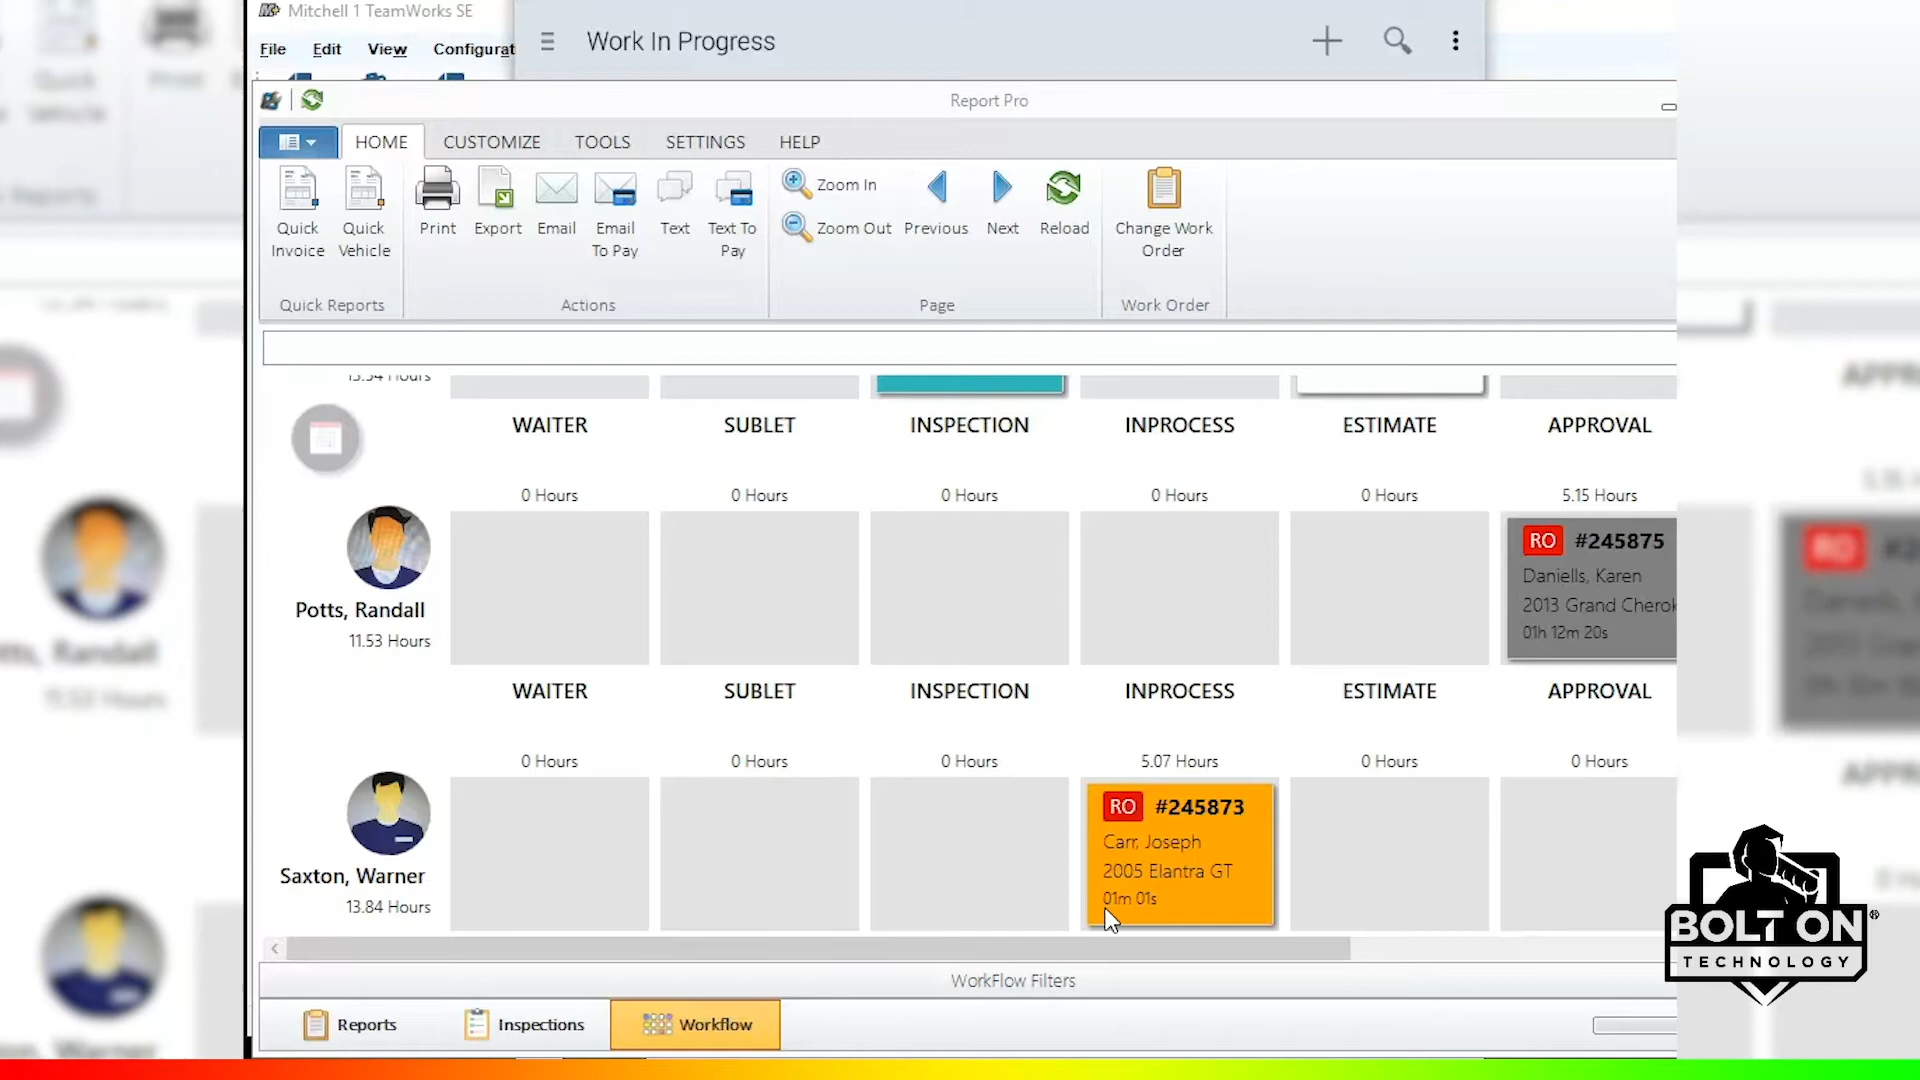 Mitchell 1 TeamWorks SE
File Edit View Configurat
Work In Progress
Report Pro
HOME CUSTOMIZE TOOLS SETTINGS HELP
Quick Invoice
Quick Vehicle
Print
Export
Email
Email To Pay
Text
Text To Pay
Zoom In
Zoom Out
Previous
Next
Reload
Change Work Order
Quick Reports
Actions
Page
Work Order
WAITER SUBLET INSPECTION INPROCESS ESTIMATE APPROVAL
0 Hours 0 Hours 0 Hours 0 Hours 0 Hours 5.15 Hours
Potts, Randall
11.53 Hours
RO #245875
Daniells, Karen
2013 Grand Cherok
01h 12m 20s
WAITER SUBLET INSPECTION INPROCESS ESTIMATE APPROVAL
0 Hours 0 Hours 0 Hours 5.07 Hours 0 Hours 0 Hours
Saxton, Warner
13.84 Hours
RO #245873
Carr, Joseph
2005 Elantra GT
01m 01s
WorkFlow Filters
Reports Inspections Workflow
BOLT ON®
TECHNOLOGY